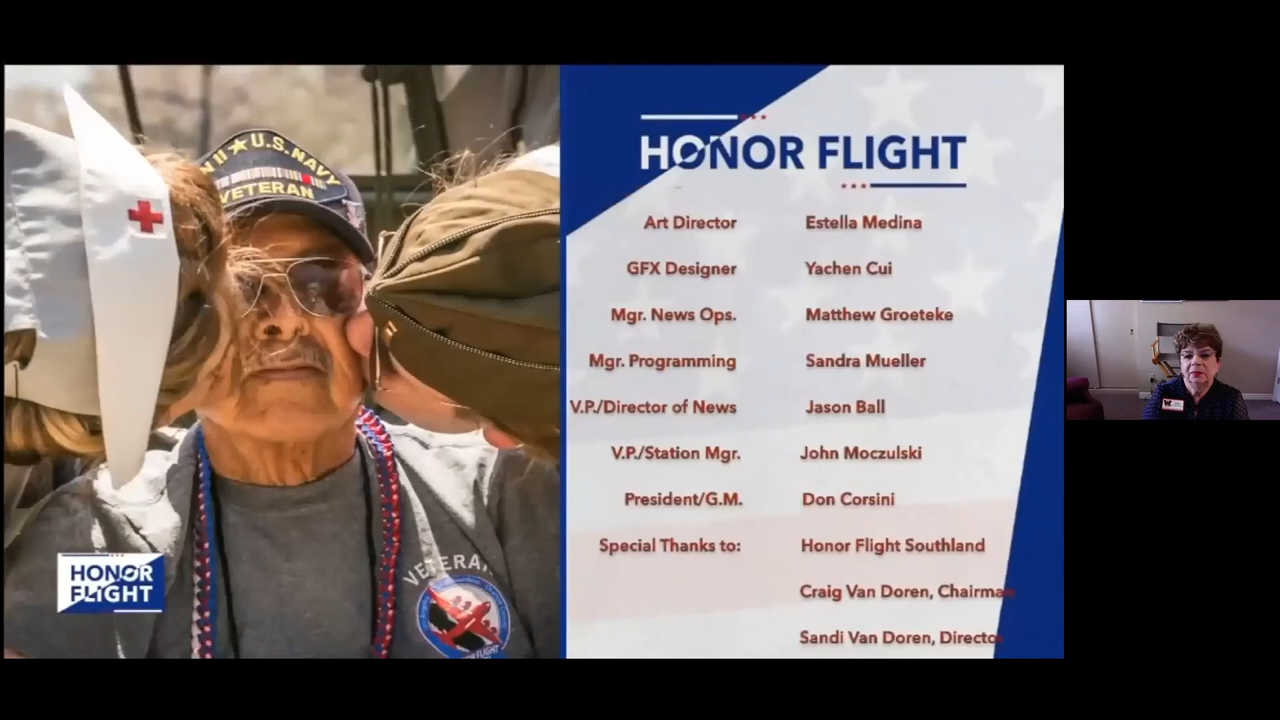 WII★U.S.NAVY
VETERAN
HONOR
FLIGHT
VETERAN
HONOR FLIGHT
Art Director Estella Medina
GFX Designer Yachen Cui
Mgr. News Ops. Matthew Groeteke
Mgr. Programming Sandra Mueller
V.P./Director of News Jason Ball
V.P./Station Mgr. John Moczulski
President/G.M. Don Corsini
Special Thanks to: Honor Flight Southland
Craig Van Doren, Chairman
Sandi Van Doren, Director